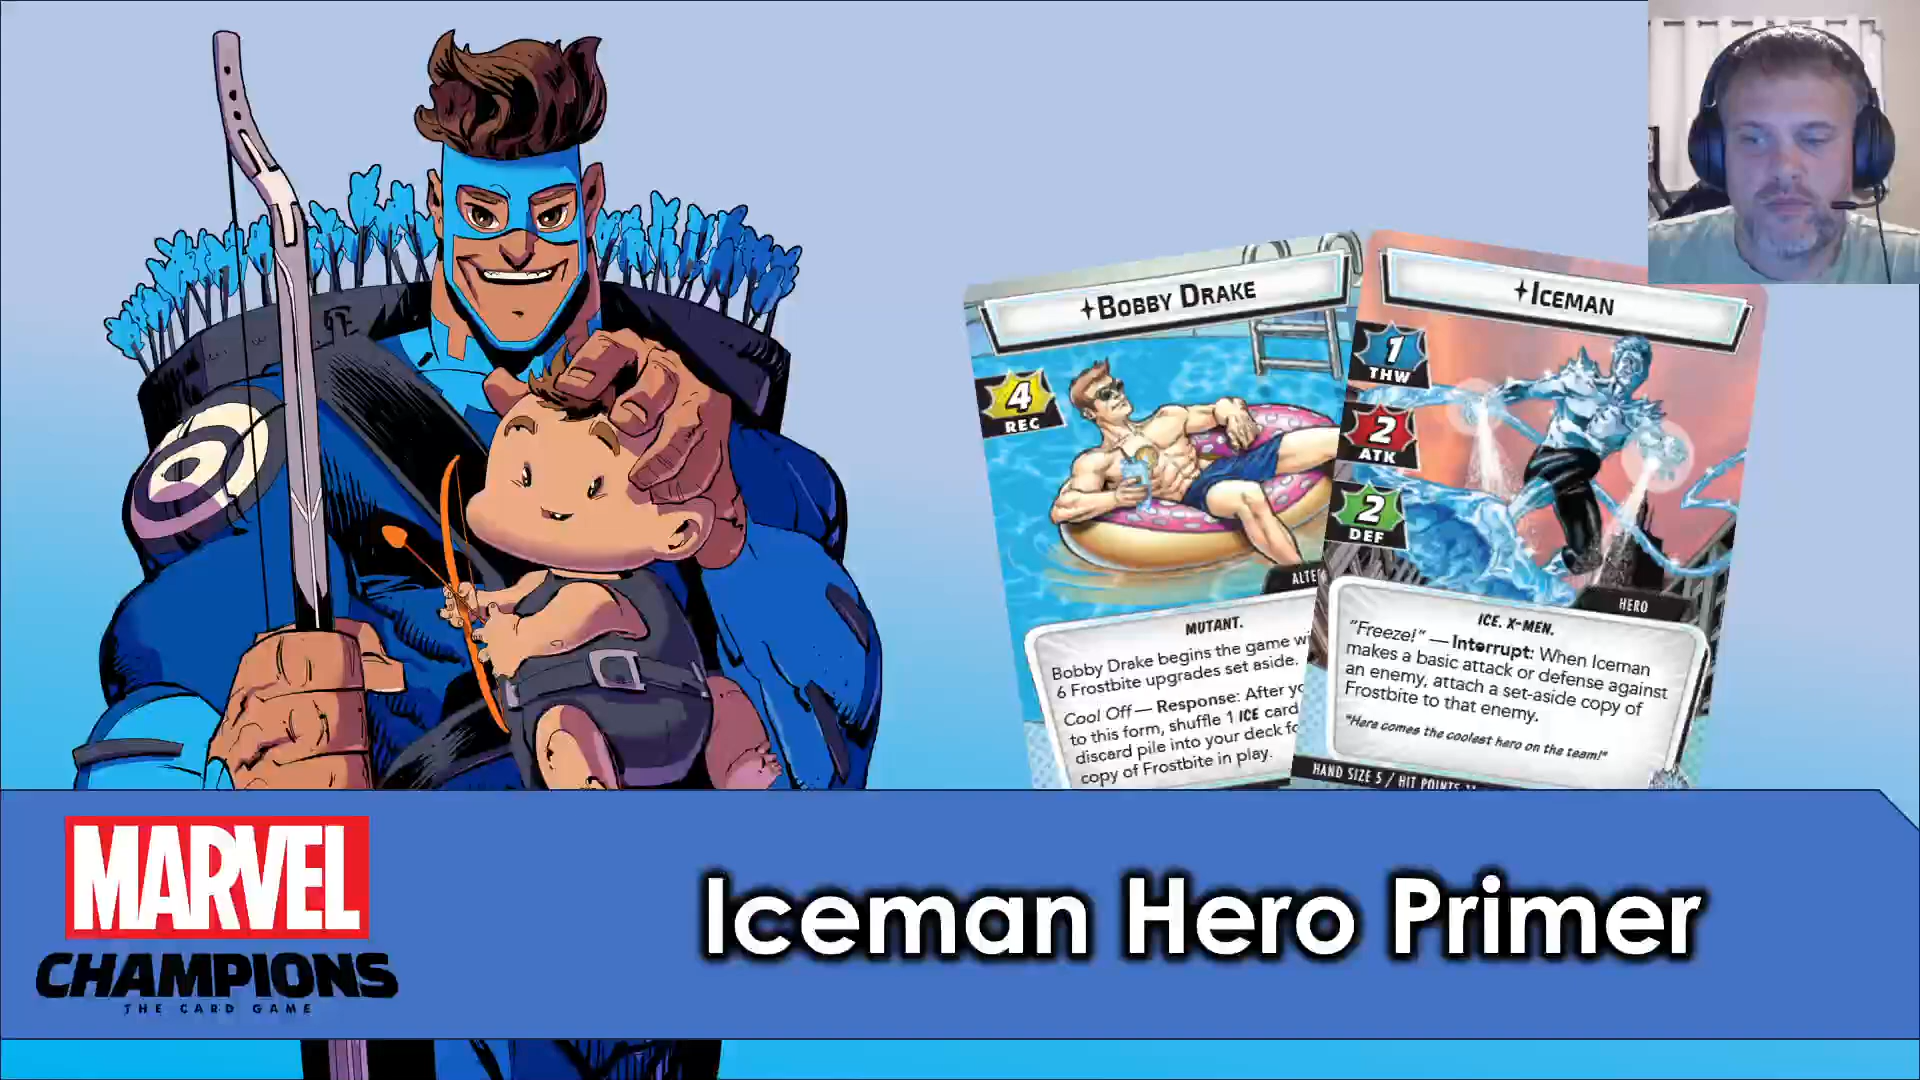 BOBBY DRAKE
4
REC
MUTANT.
Bobby Drake begins the game
6 Frostbite upgrades set aside.
Cool Off — Response: After
to this form, shuffle 1 ICE card
discard pile into your deck
copy of Frostbite in play.
ICEMAN
1
THW
2
ATK
2
DEF
HERO
ICE. X-MEN.
"Freeze!" — Interrupt: When Iceman
makes a basic attack or defense against
an enemy, attach a set-aside copy of
Frostbite to that enemy.
"Here comes the coolest hero on the team!"
HAND SIZE 5 / HIT POINTS
MARVEL
CHAMPIONS
THE CARD GAME
Iceman Hero Primer